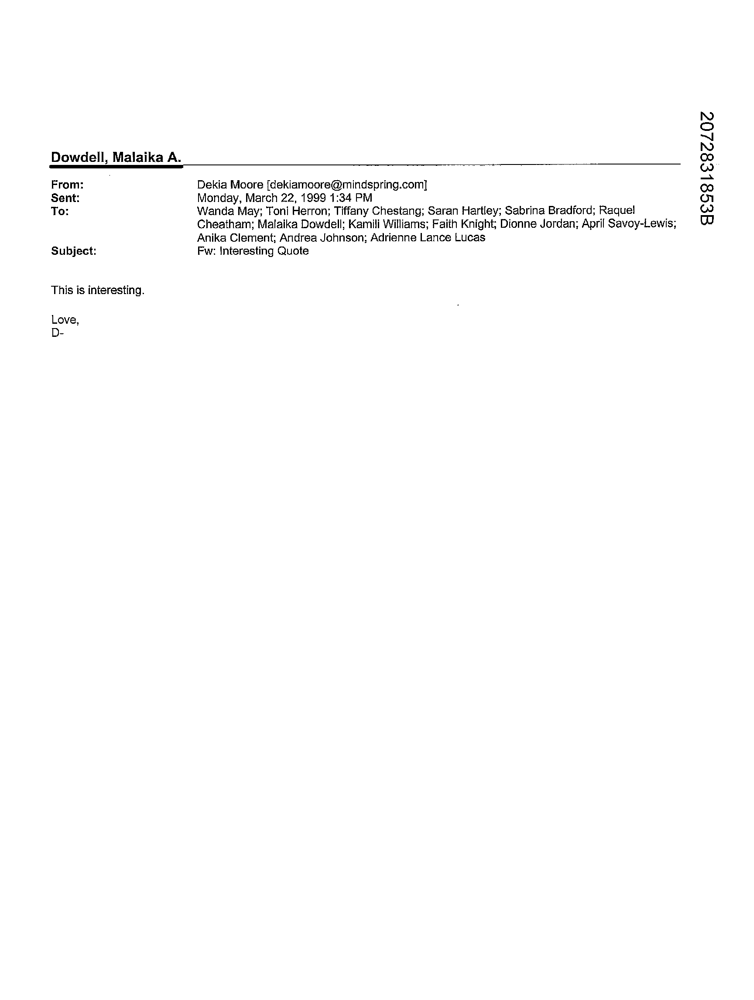 Dowdell, Malaika A.
From: Dekia Moore [dekiamoore@mindspring.com]
Sent: Monday, March 22, 1999 1:34 PM
To: Wanda May; Toni Herron; Tiffany Chestang; Saran Hartley; Sabrina Bradford; Raquel
Cheatham; Malaika Dowdell; Kamili Williams; Faith Knight; Dionne Jordan; April Savoy-Lewis;
Anika Clement; Andrea Johnson; Adrienne Lance Lucas
Subject: Fw: Interesting Quote
This is interesting.
Love,
D-
2072831853B